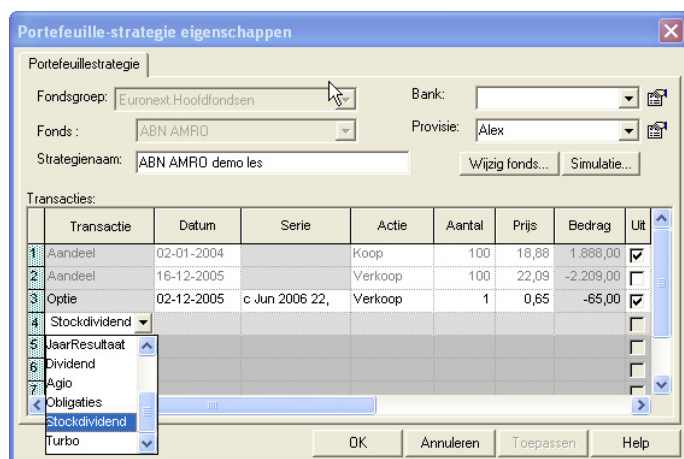 Portefeuille-strategie eigenschappen
Portefeuillestrategie
Fondsgroep: Euronext.Hoofdfondsen Bank:
Fonds : ABN AMRO Provisie: Alex
Strategienaam: ABN AMRO demo les Wijzig fonds... Simulatie...
Transacties:
Transactie Datum Serie Actie Aantal Prijs Bedrag Uit
1 Aandeel 02-01-2004 Koop 100 18,88 1.888,00
2 Aandeel 16-12-2005 Verkoop 100 22,09 -2.209,00
3 Optie 02-12-2005 c Jun 2006 22, Verkoop 1 0,65 -65,00
4 Stockdividend
5 JaarResultaat
6 Dividend
7 Agio
Obligaties
Stockdividend
Turbo
OK Annuleren Toepassen Help